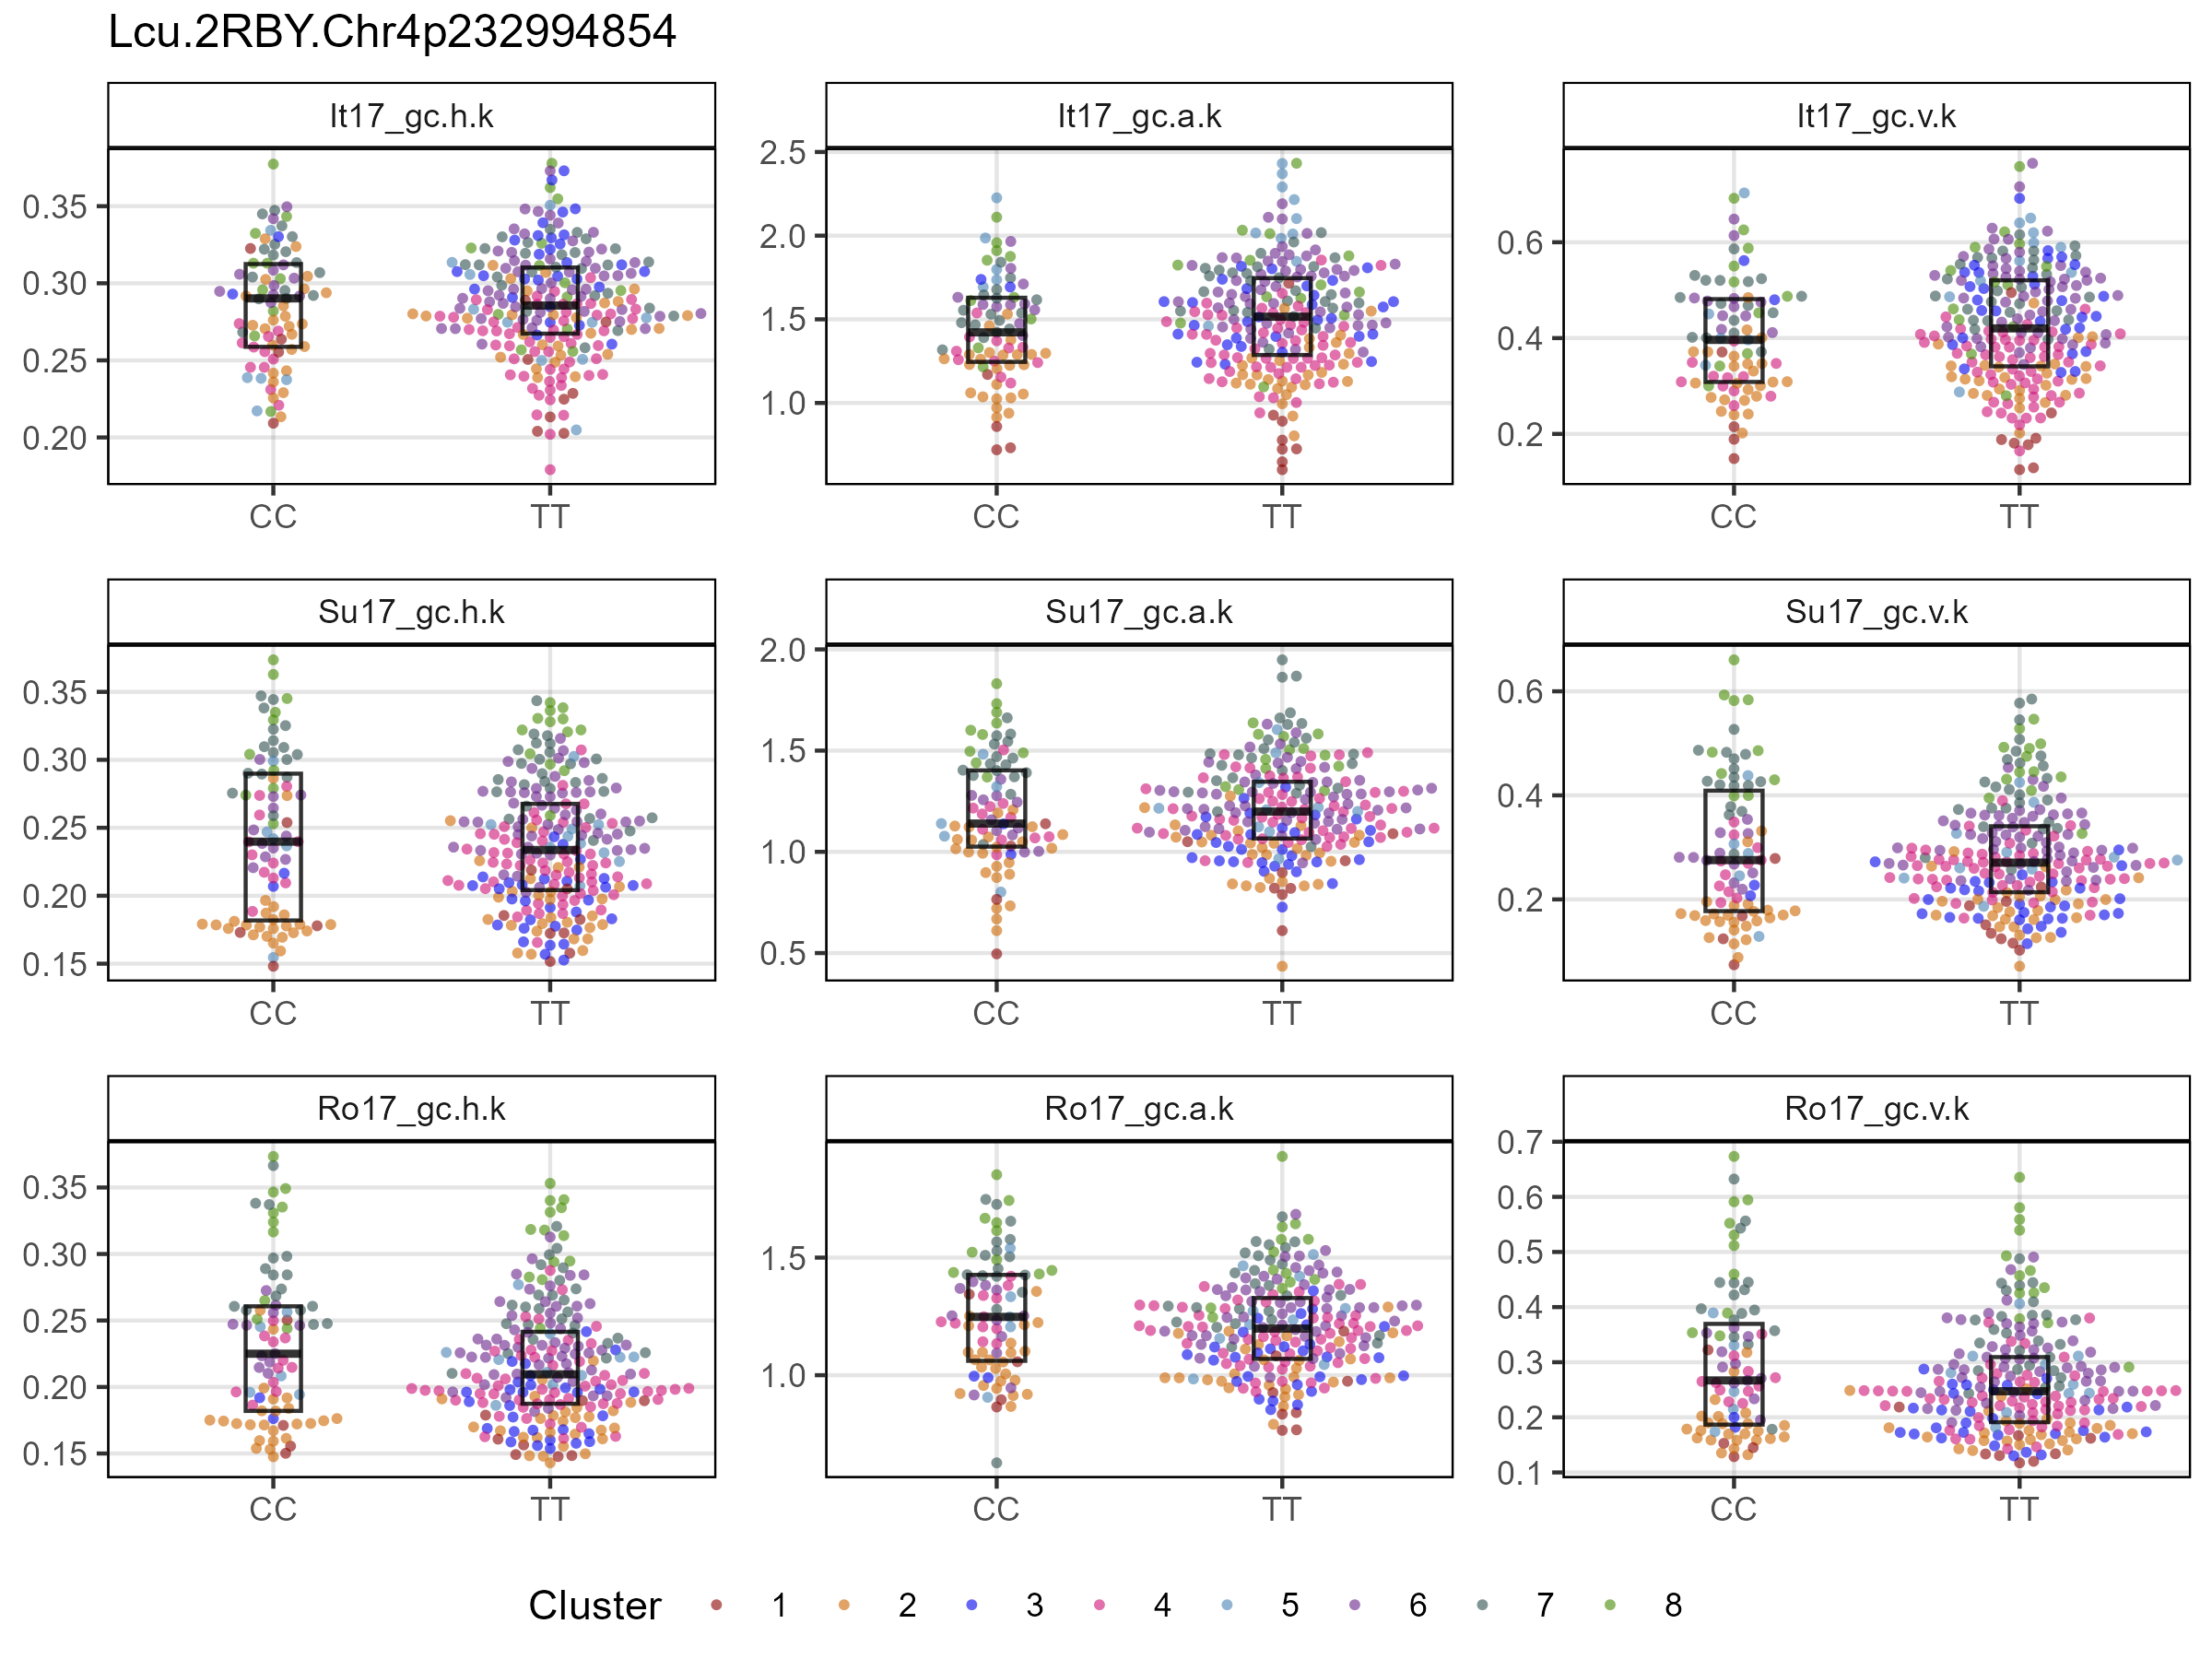 Lcu.2RBY.Chr4p232994854
It17_gc.h.k
It17_gc.a.k
It17_gc.v.k
0.35
0.30
0.25
0.20
CC TT
2.5
2.0
1.5
1.0
CC TT
0.6
0.4
0.2
CC TT
Su17_gc.h.k
Su17_gc.a.k
Su17_gc.v.k
0.35
0.30
0.25
0.20
0.15
CC TT
2.0
1.5
1.0
0.5
CC TT
0.6
0.4
0.2
CC TT
Ro17_gc.h.k
Ro17_gc.a.k
Ro17_gc.v.k
0.35
0.30
0.25
0.20
0.15
CC TT
1.5
1.0
CC TT
0.7
0.6
0.5
0.4
0.3
0.2
0.1
CC TT
Cluster 1 2 3 4 5 6 7 8